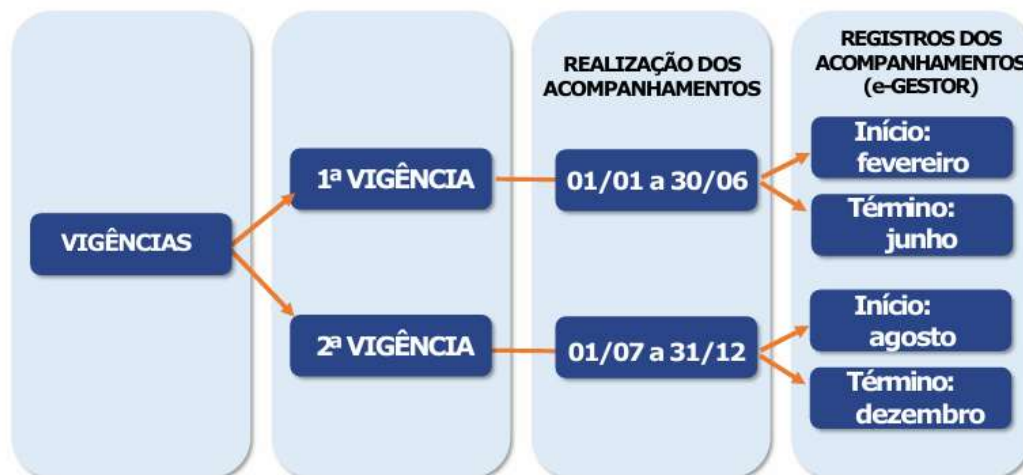 REALIZAÇÃO DOS
ACOMPANHAMENTOS
REGISTROS DOS
ACOMPANHAMENTOS
(e-GESTOR)
VIGÊNCIAS
1ª VIGÊNCIA
01/01 a 30/06
Início:
fevereiro
Término:
junho
2ª VIGÊNCIA
01/07 a 31/12
Início:
agosto
Término:
dezembro